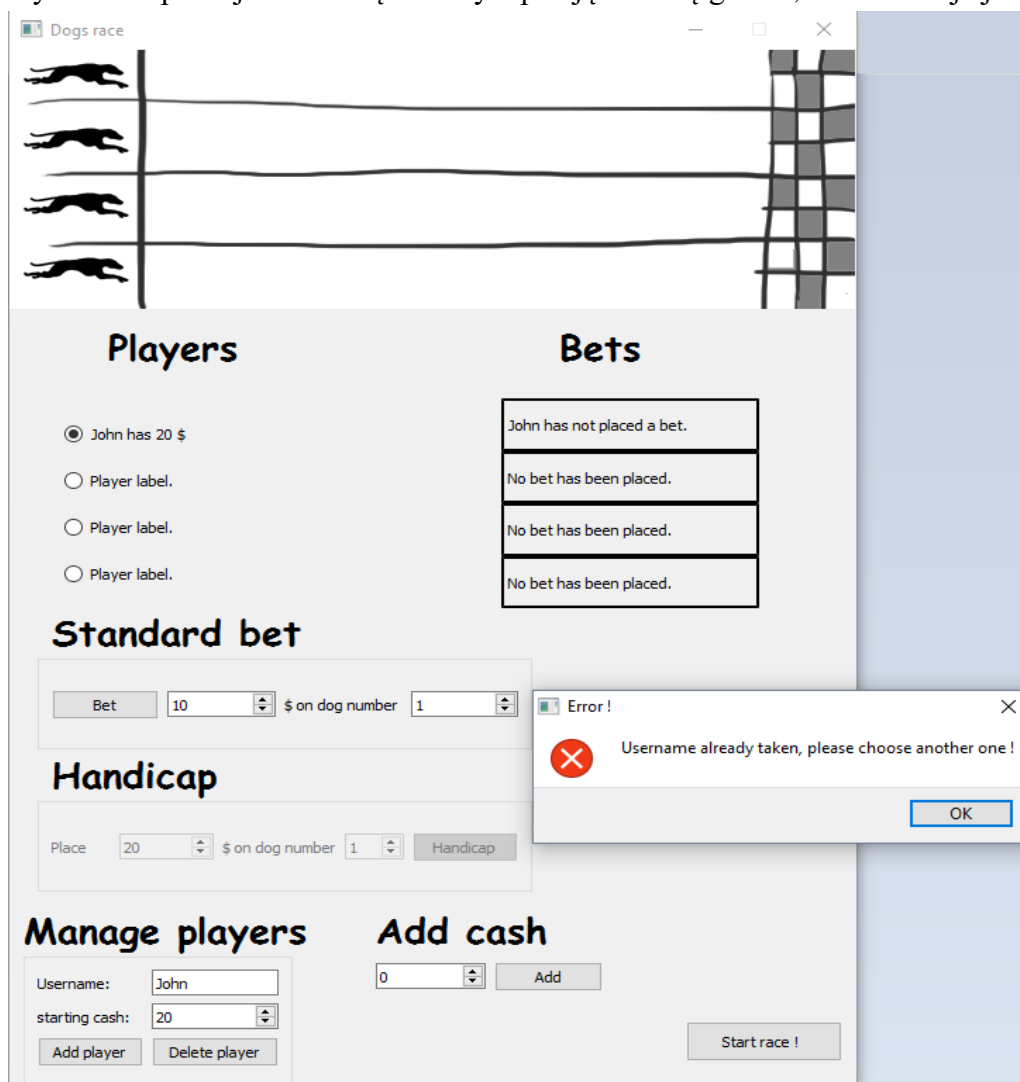 Dogs race
Players
Bets
John has 20 $
John has not placed a bet.
Player label.
No bet has been placed.
Player label.
No bet has been placed.
Player label.
No bet has been placed.
Standard bet
Bet 10 $ on dog number 1
Error !
Username already taken, please choose another one !
OK
Handicap
Place 20 $ on dog number 1 Handicap
Manage players
Add cash
Username: John
0 Add
starting cash: 20
Add player Delete player
Start race !